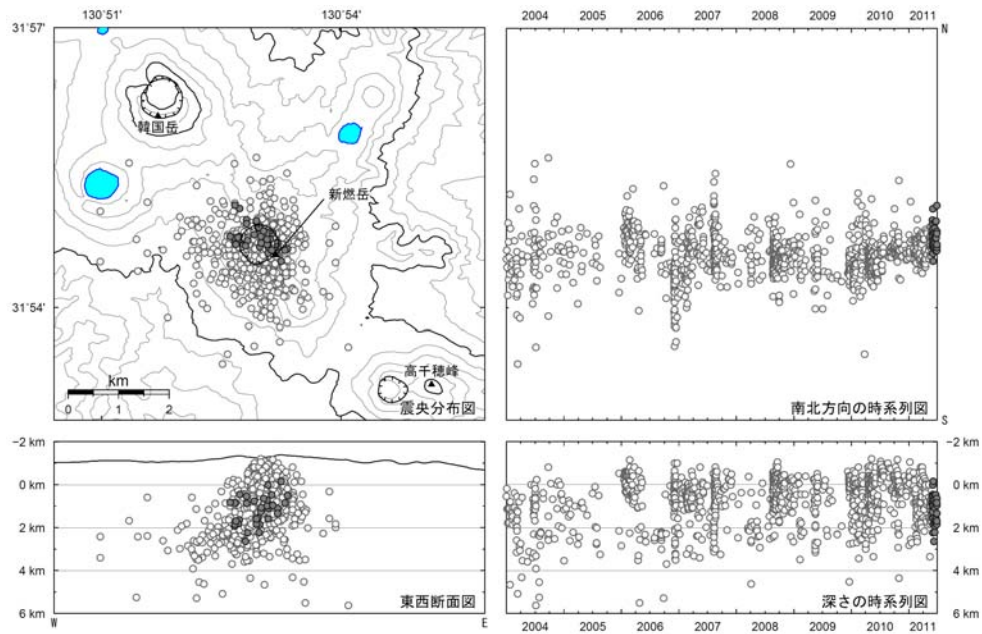 130˚51' 130˚54'
31˚57'
韓国岳
新燃岳
31˚54'
高千穂峰
km
0 1 2
震央分布図
2004 2005 2006 2007 2008 2009 2010 2011
N
南北方向の時系列図
S
−2 km
0 km
2 km
4 km
6 km
東西断面図
W E
−2 km
0 km
2 km
4 km
6 km
深さの時系列図
2004 2005 2006 2007 2008 2009 2010 2011